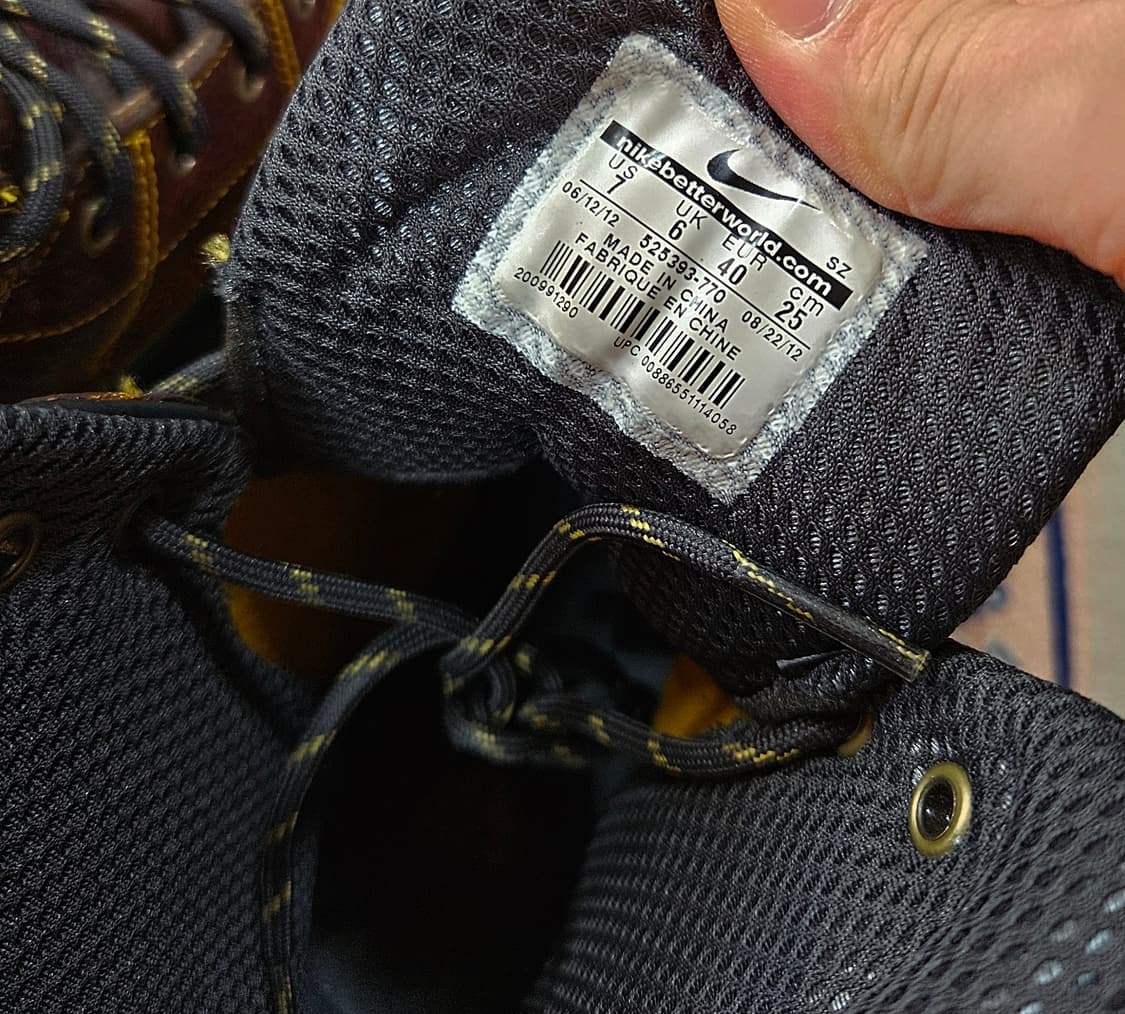 nikebetterworld.com
SZ
US UK EUR cm
7 6 40 25
06/12/12 525393-770 08/22/12
MADE IN CHINA
FABRIQUE EN CHINE
200991290
UPC 00886551114058